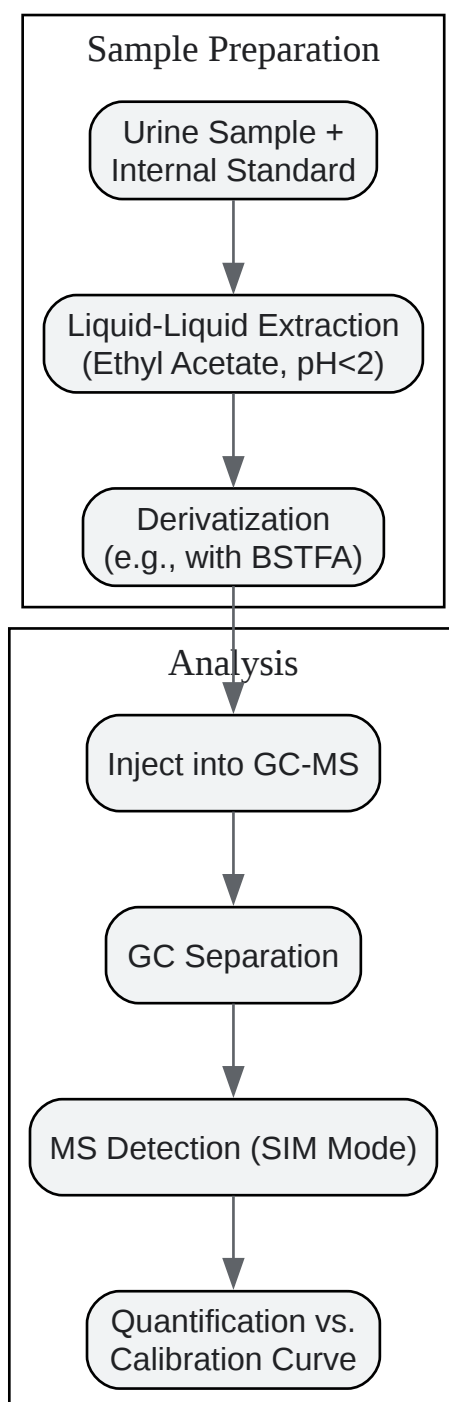 Sample Preparation
Urine Sample +
Internal Standard
Liquid-Liquid Extraction
(Ethyl Acetate, pH<2)
Derivatization
(e.g., with BSTFA)
Analysis
Inject into GC-MS
GC Separation
MS Detection (SIM Mode)
Quantification vs.
Calibration Curve